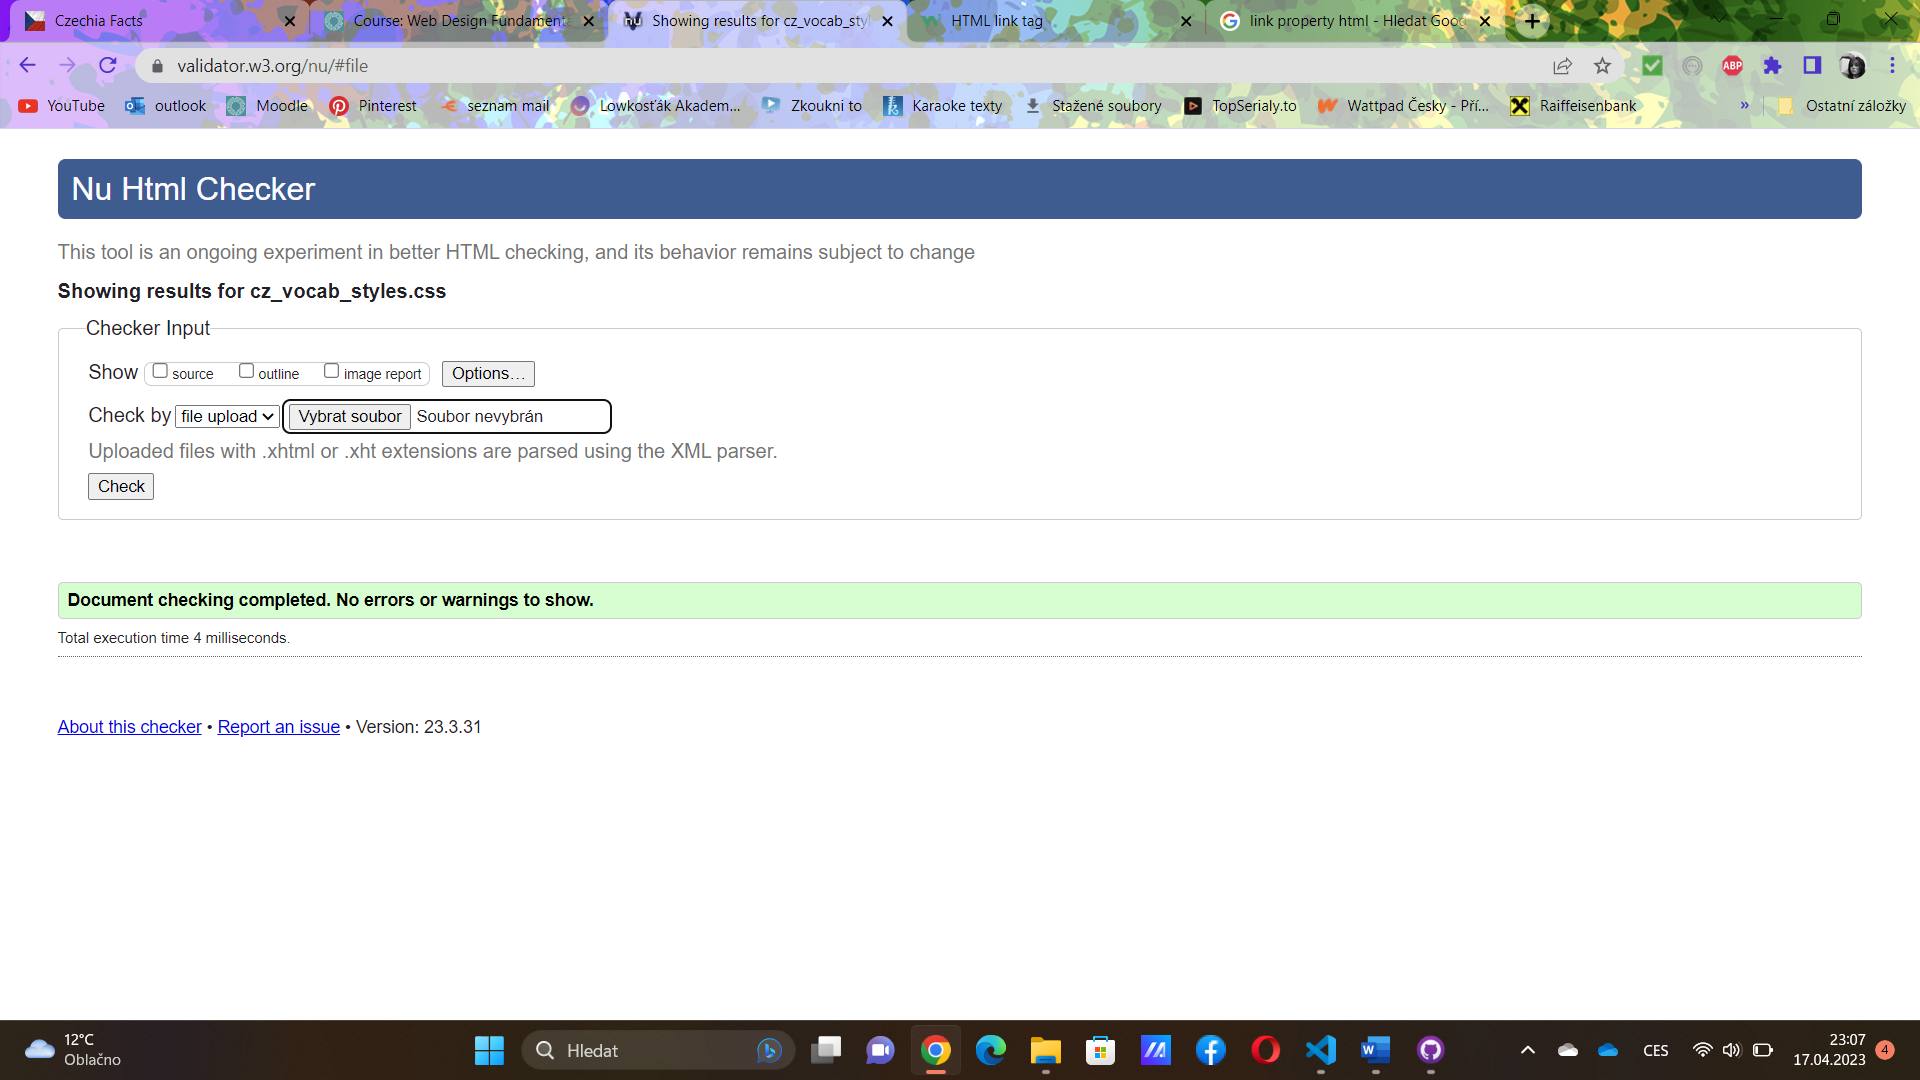 Czechia Facts
Course: Web Design Fundament
Showing results for cz_vocab_sty
HTML link tag
link property html - Hledat Goog
validator.w3.org/nu/#file
ABP
YouTube
outlook
Moodle
Pinterest
seznam mail
Lowkosťák Akadem...
Zkoukni to
Karaoke texty
Stažené soubory
TopSerialy.to
Wattpad Česky - Pří...
Raiffeisenbank
»
Ostatní záložky
Nu Html Checker
This tool is an ongoing experiment in better HTML checking, and its behavior remains subject to change
Showing results for cz_vocab_styles.css
Checker Input
Show source outline image report Options...
Check by file upload Vybrat soubor Soubor nevybrán
Uploaded files with .xhtml or .xht extensions are parsed using the XML parser.
Check
Document checking completed. No errors or warnings to show.
Total execution time 4 milliseconds.
About this checker • Report an issue • Version: 23.3.31
12°C
Oblačno
Hledat
CES
23:07
17.04.2023
4